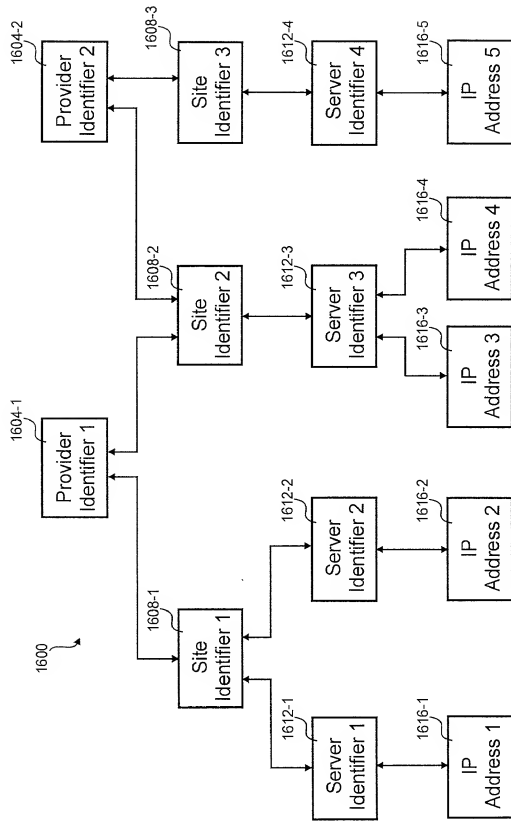 1600
1604-1
Provider
Identifier 1
1604-2
Provider
Identifier 2
1608-1
Site
Identifier 1
1608-2
Site
Identifier 2
1608-3
Site
Identifier 3
1612-1
Server
Identifier 1
1612-2
Server
Identifier 2
1612-3
Server
Identifier 3
1612-4
Server
Identifier 4
1616-1
IP
Address 1
1616-2
IP
Address 2
1616-3
IP
Address 3
1616-4
IP
Address 4
1616-5
IP
Address 5